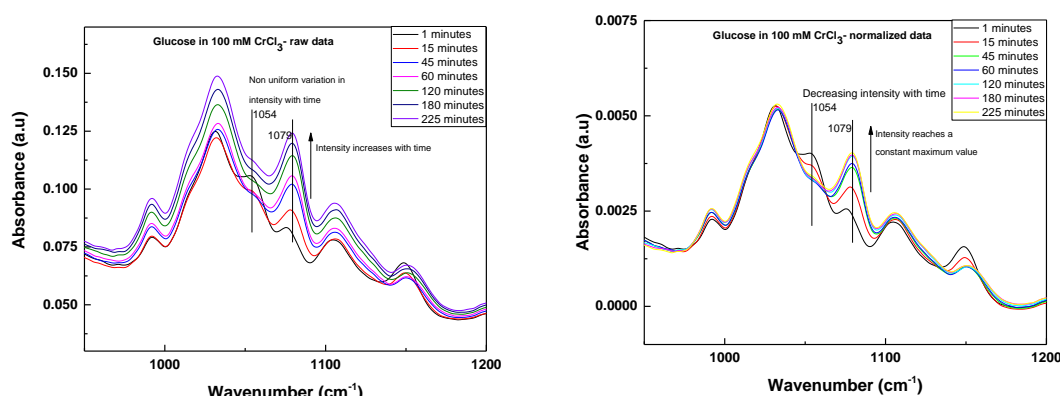 Glucose in 100 mM CrCl3- raw data
1 minutes
15 minutes
45 minutes
60 minutes
120 minutes
180 minutes
225 minutes
Non uniform variation in
intensity with time
1054
1079
Intensity increases with time
0.150
0.125
0.100
0.075
0.050
Absorbance (a.u)
1000
1100
1200
Wavenumber (cm-1)
Glucose in 100 mM CrCl3- normalized data
1 minutes
15 minutes
45 minutes
60 minutes
120 minutes
180 minutes
225 minutes
Decreasing intensity with time
1054
1079
Intensity reaches a
constant maximum value
0.0075
0.0050
0.0025
0.0000
Absorbance (a.u)
1000
1100
1200
Wavenumber (cm-1)